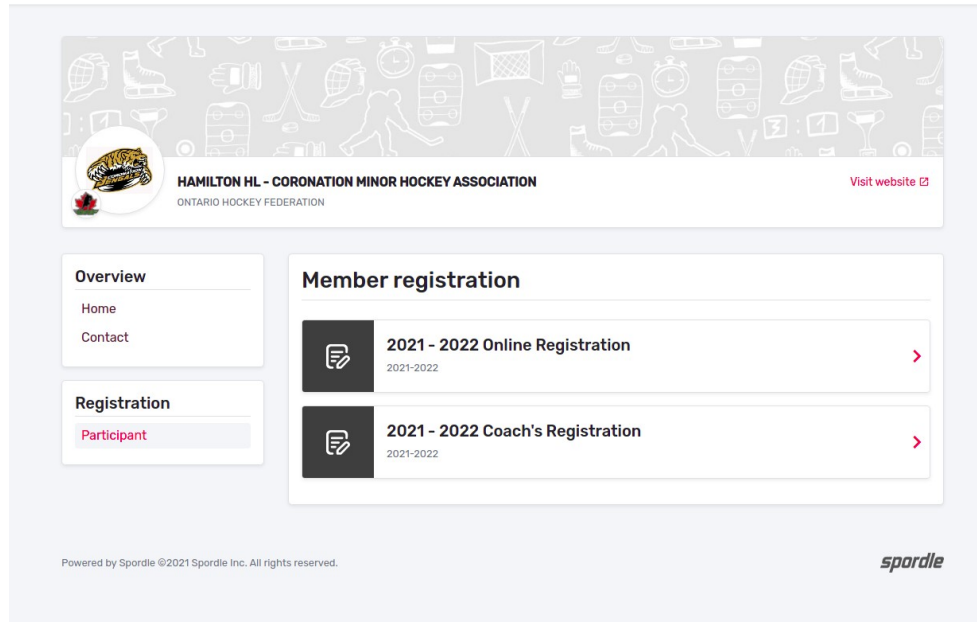 CORONATION
BENGALS
HAMILTON HL - CORONATION MINOR HOCKEY ASSOCIATION
ONTARIO HOCKEY FEDERATION
Visit website
Overview
Home
Contact
Registration
Participant
Member registration
2021 - 2022 Online Registration
2021-2022
2021 - 2022 Coach's Registration
2021-2022
Powered by Spordle ©2021 Spordle Inc. All rights reserved.
spordle